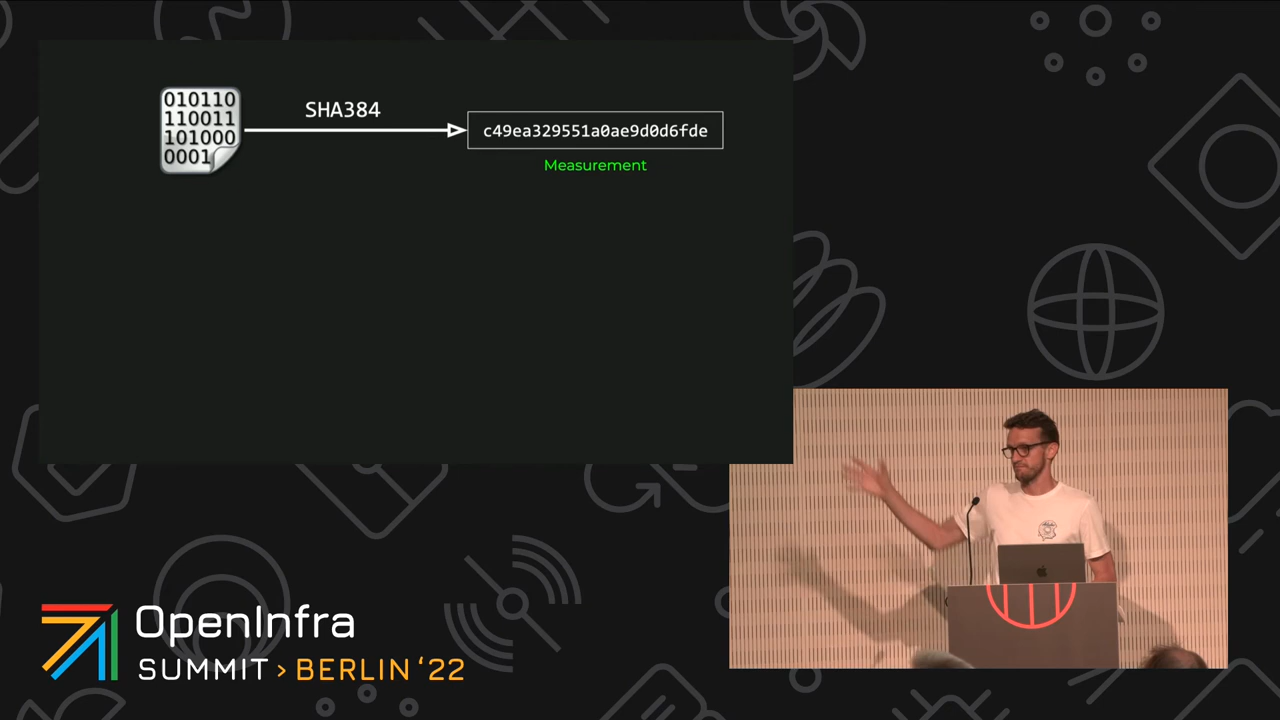 010110
110011
101000
0001
SHA384
c49ea329551a0ae9d0d6fde
Measurement
OpenInfra
SUMMIT > BERLIN '22